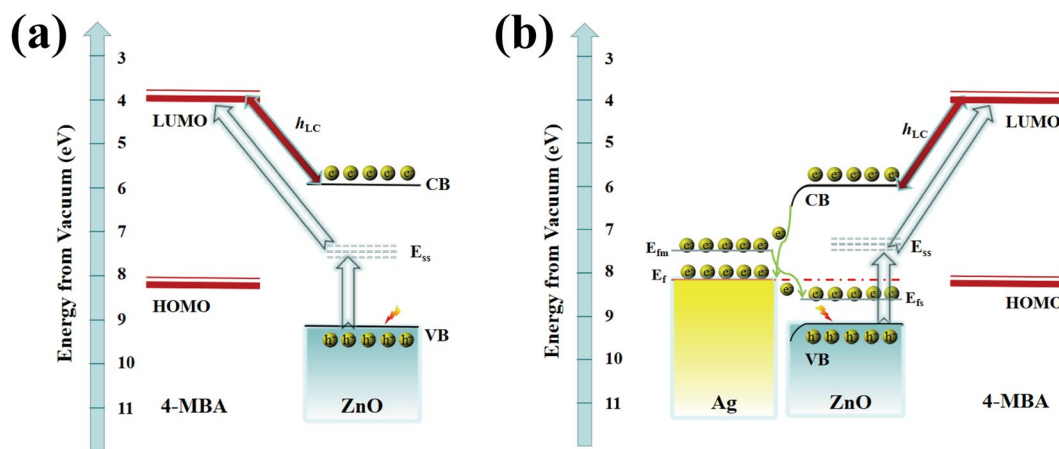 (a)
Energy from Vacuum (eV)
3
4
5
6
7
8
9
10
11
LUMO
HOMO
4-MBA
hLC
e e e e e
CB
Ess
VB
h⁺ h⁺ h⁺ h⁺ h⁺
ZnO
(b)
Energy from Vacuum (eV)
3
4
5
6
7
8
9
10
11
Efm
e e e e e
Ef
e e e e e
Ag
e e e e e
CB
e
e
Ess
e e e e e
Efs
h⁺ h⁺ h⁺ h⁺ h⁺
VB
ZnO
hLC
LUMO
HOMO
4-MBA